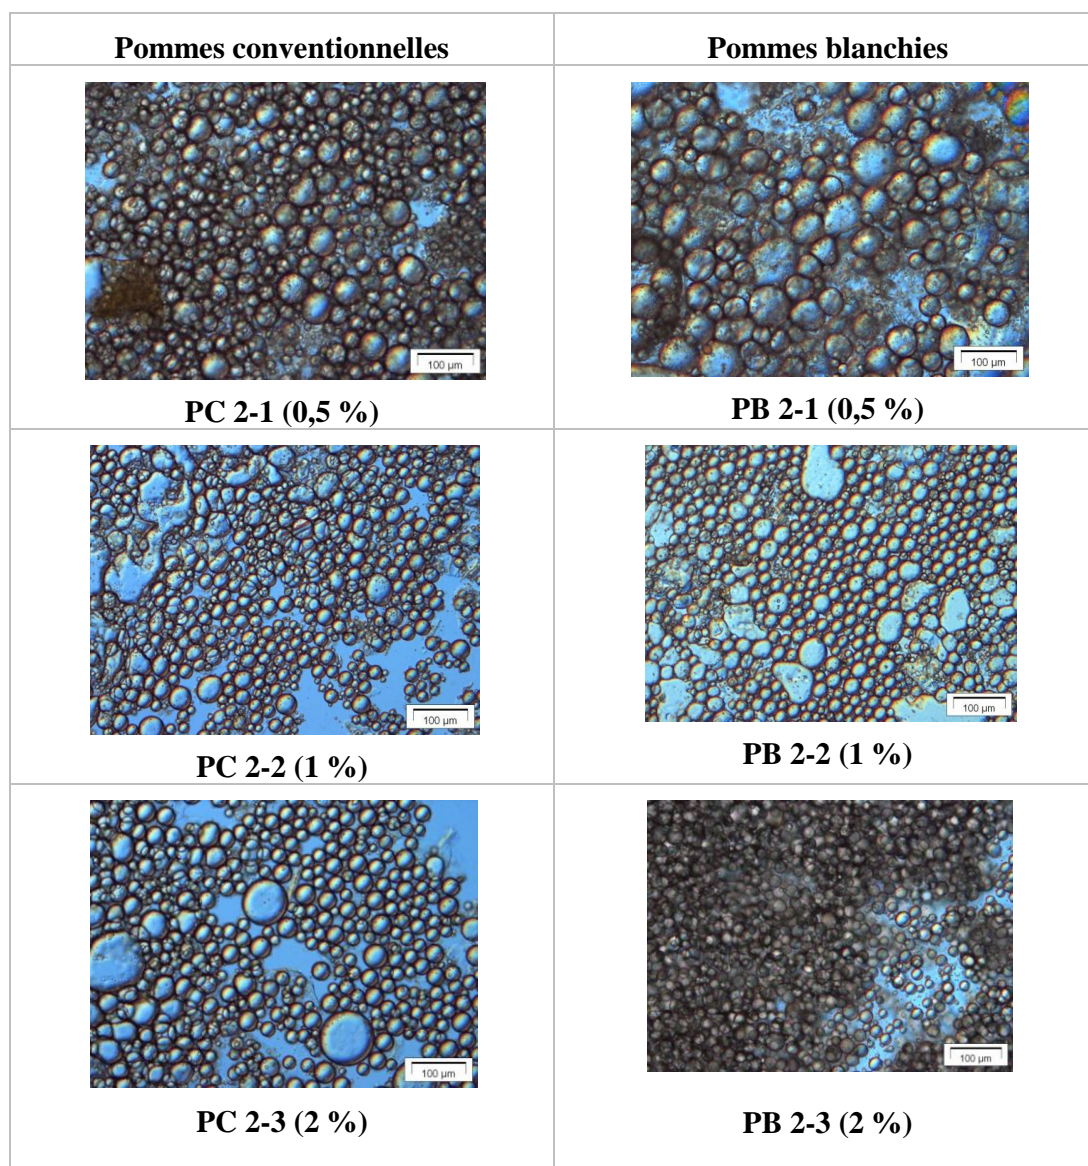 Pommes conventionnelles
Pommes blanchies
100 µm
100 µm
PC 2-1 (0,5 %)
PB 2-1 (0,5 %)
100 µm
100 µm
PC 2-2 (1 %)
PB 2-2 (1 %)
100 µm
100 µm
PC 2-3 (2 %)
PB 2-3 (2 %)